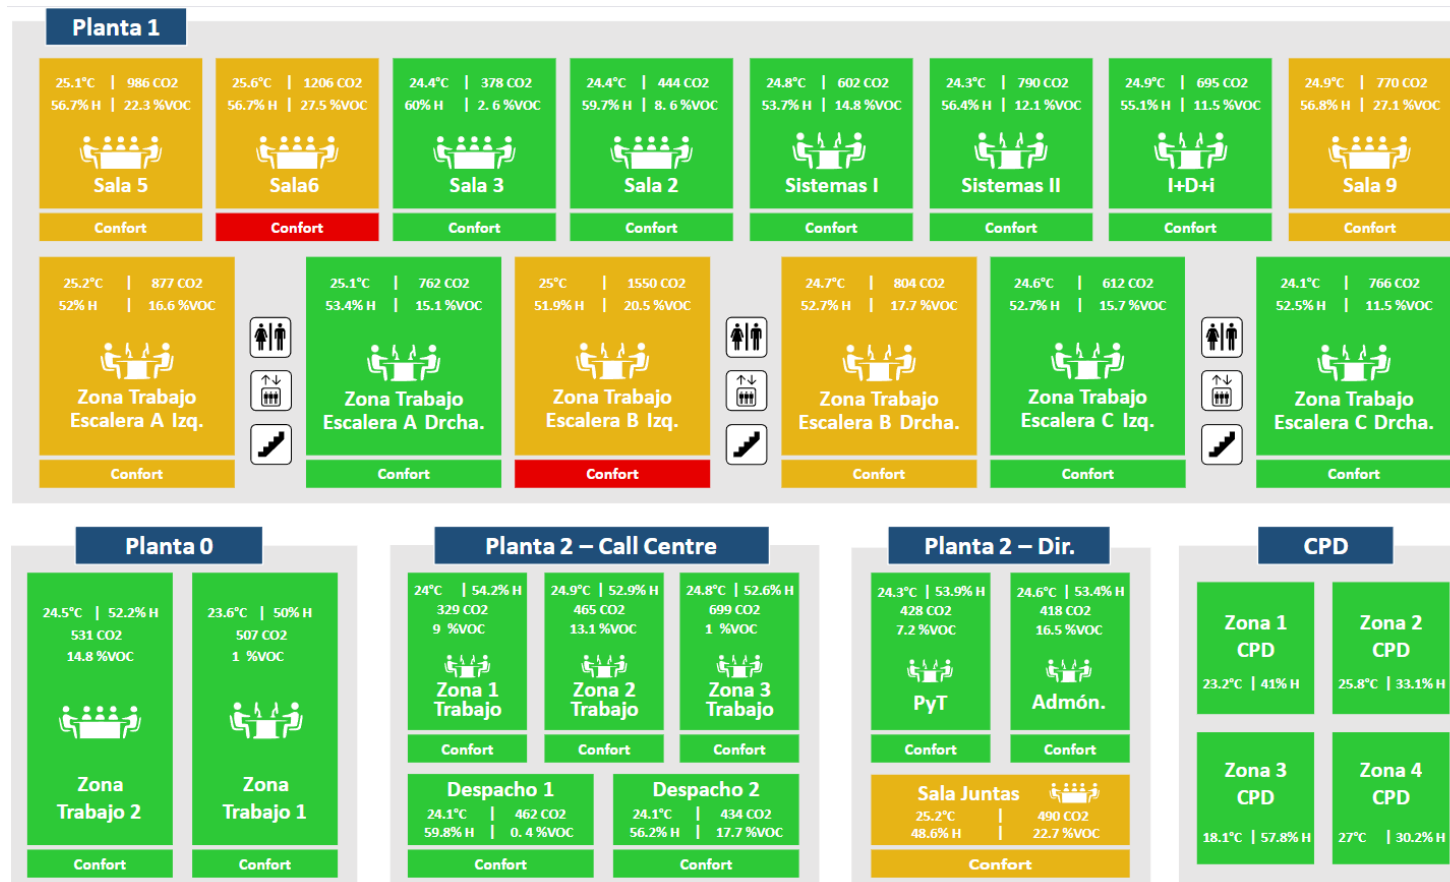 Planta 1
25.1°C | 986 CO2
56.7% H | 22.3 %VOC
Sala 5
Confort
25.6°C | 1206 CO2
56.7% H | 27.5 %VOC
Sala6
Confort
24.4°C | 378 CO2
60% H | 2. 6 %VOC
Sala 3
Confort
24.4°C | 444 CO2
59.7% H | 8. 6 %VOC
Sala 2
Confort
24.8°C | 602 CO2
53.7% H | 14.8 %VOC
Sistemas I
Confort
24.3°C | 790 CO2
56.4% H | 12.1 %VOC
Sistemas II
Confort
24.9°C | 695 CO2
55.1% H | 11.5 %VOC
I+D+i
Confort
24.9°C | 770 CO2
56.8% H | 27.1 %VOC
Sala 9
Confort
25.2°C | 877 CO2
52% H | 16.6 %VOC
Zona Trabajo
Escalera A Izq.
Confort
25.1°C | 762 CO2
53.4% H | 15.1 %VOC
Zona Trabajo
Escalera A Drcha.
Confort
25°C | 1550 CO2
51.9% H | 20.5 %VOC
Zona Trabajo
Escalera B Izq.
Confort
24.7°C | 804 CO2
52.7% H | 17.7 %VOC
Zona Trabajo
Escalera B Drcha.
Confort
24.6°C | 612 CO2
52.7% H | 15.7 %VOC
Zona Trabajo
Escalera C Izq.
Confort
24.1°C | 766 CO2
52.5% H | 11.5 %VOC
Zona Trabajo
Escalera C Drcha.
Confort
Planta 0
24.5°C | 52.2% H
531 CO2
14.8 %VOC
Zona
Trabajo 2
Confort
23.6°C | 50% H
507 CO2
1 %VOC
Zona
Trabajo 1
Confort
Planta 2 – Call Centre
24°C | 54.2% H
329 CO2
9 %VOC
Zona 1
Trabajo
Confort
24.9°C | 52.9% H
465 CO2
13.1 %VOC
Zona 2
Trabajo
Confort
24.8°C | 52.6% H
699 CO2
1 %VOC
Zona 3
Trabajo
Confort
Despacho 1
24.1°C | 462 CO2
59.8% H | 0. 4 %VOC
Confort
Despacho 2
24.1°C | 434 CO2
56.2% H | 17.7 %VOC
Confort
Planta 2 – Dir.
24.3°C | 53.9% H
428 CO2
7.2 %VOC
PyT
Confort
24.6°C | 53.4% H
418 CO2
16.5 %VOC
Admón.
Confort
Sala Juntas
25.2°C | 490 CO2
48.6% H | 22.7 %VOC
Confort
CPD
Zona 1
CPD
23.2°C | 41% H
Zona 2
CPD
25.8°C | 33.1% H
Zona 3
CPD
18.1°C | 57.8% H
Zona 4
CPD
27°C | 30.2% H